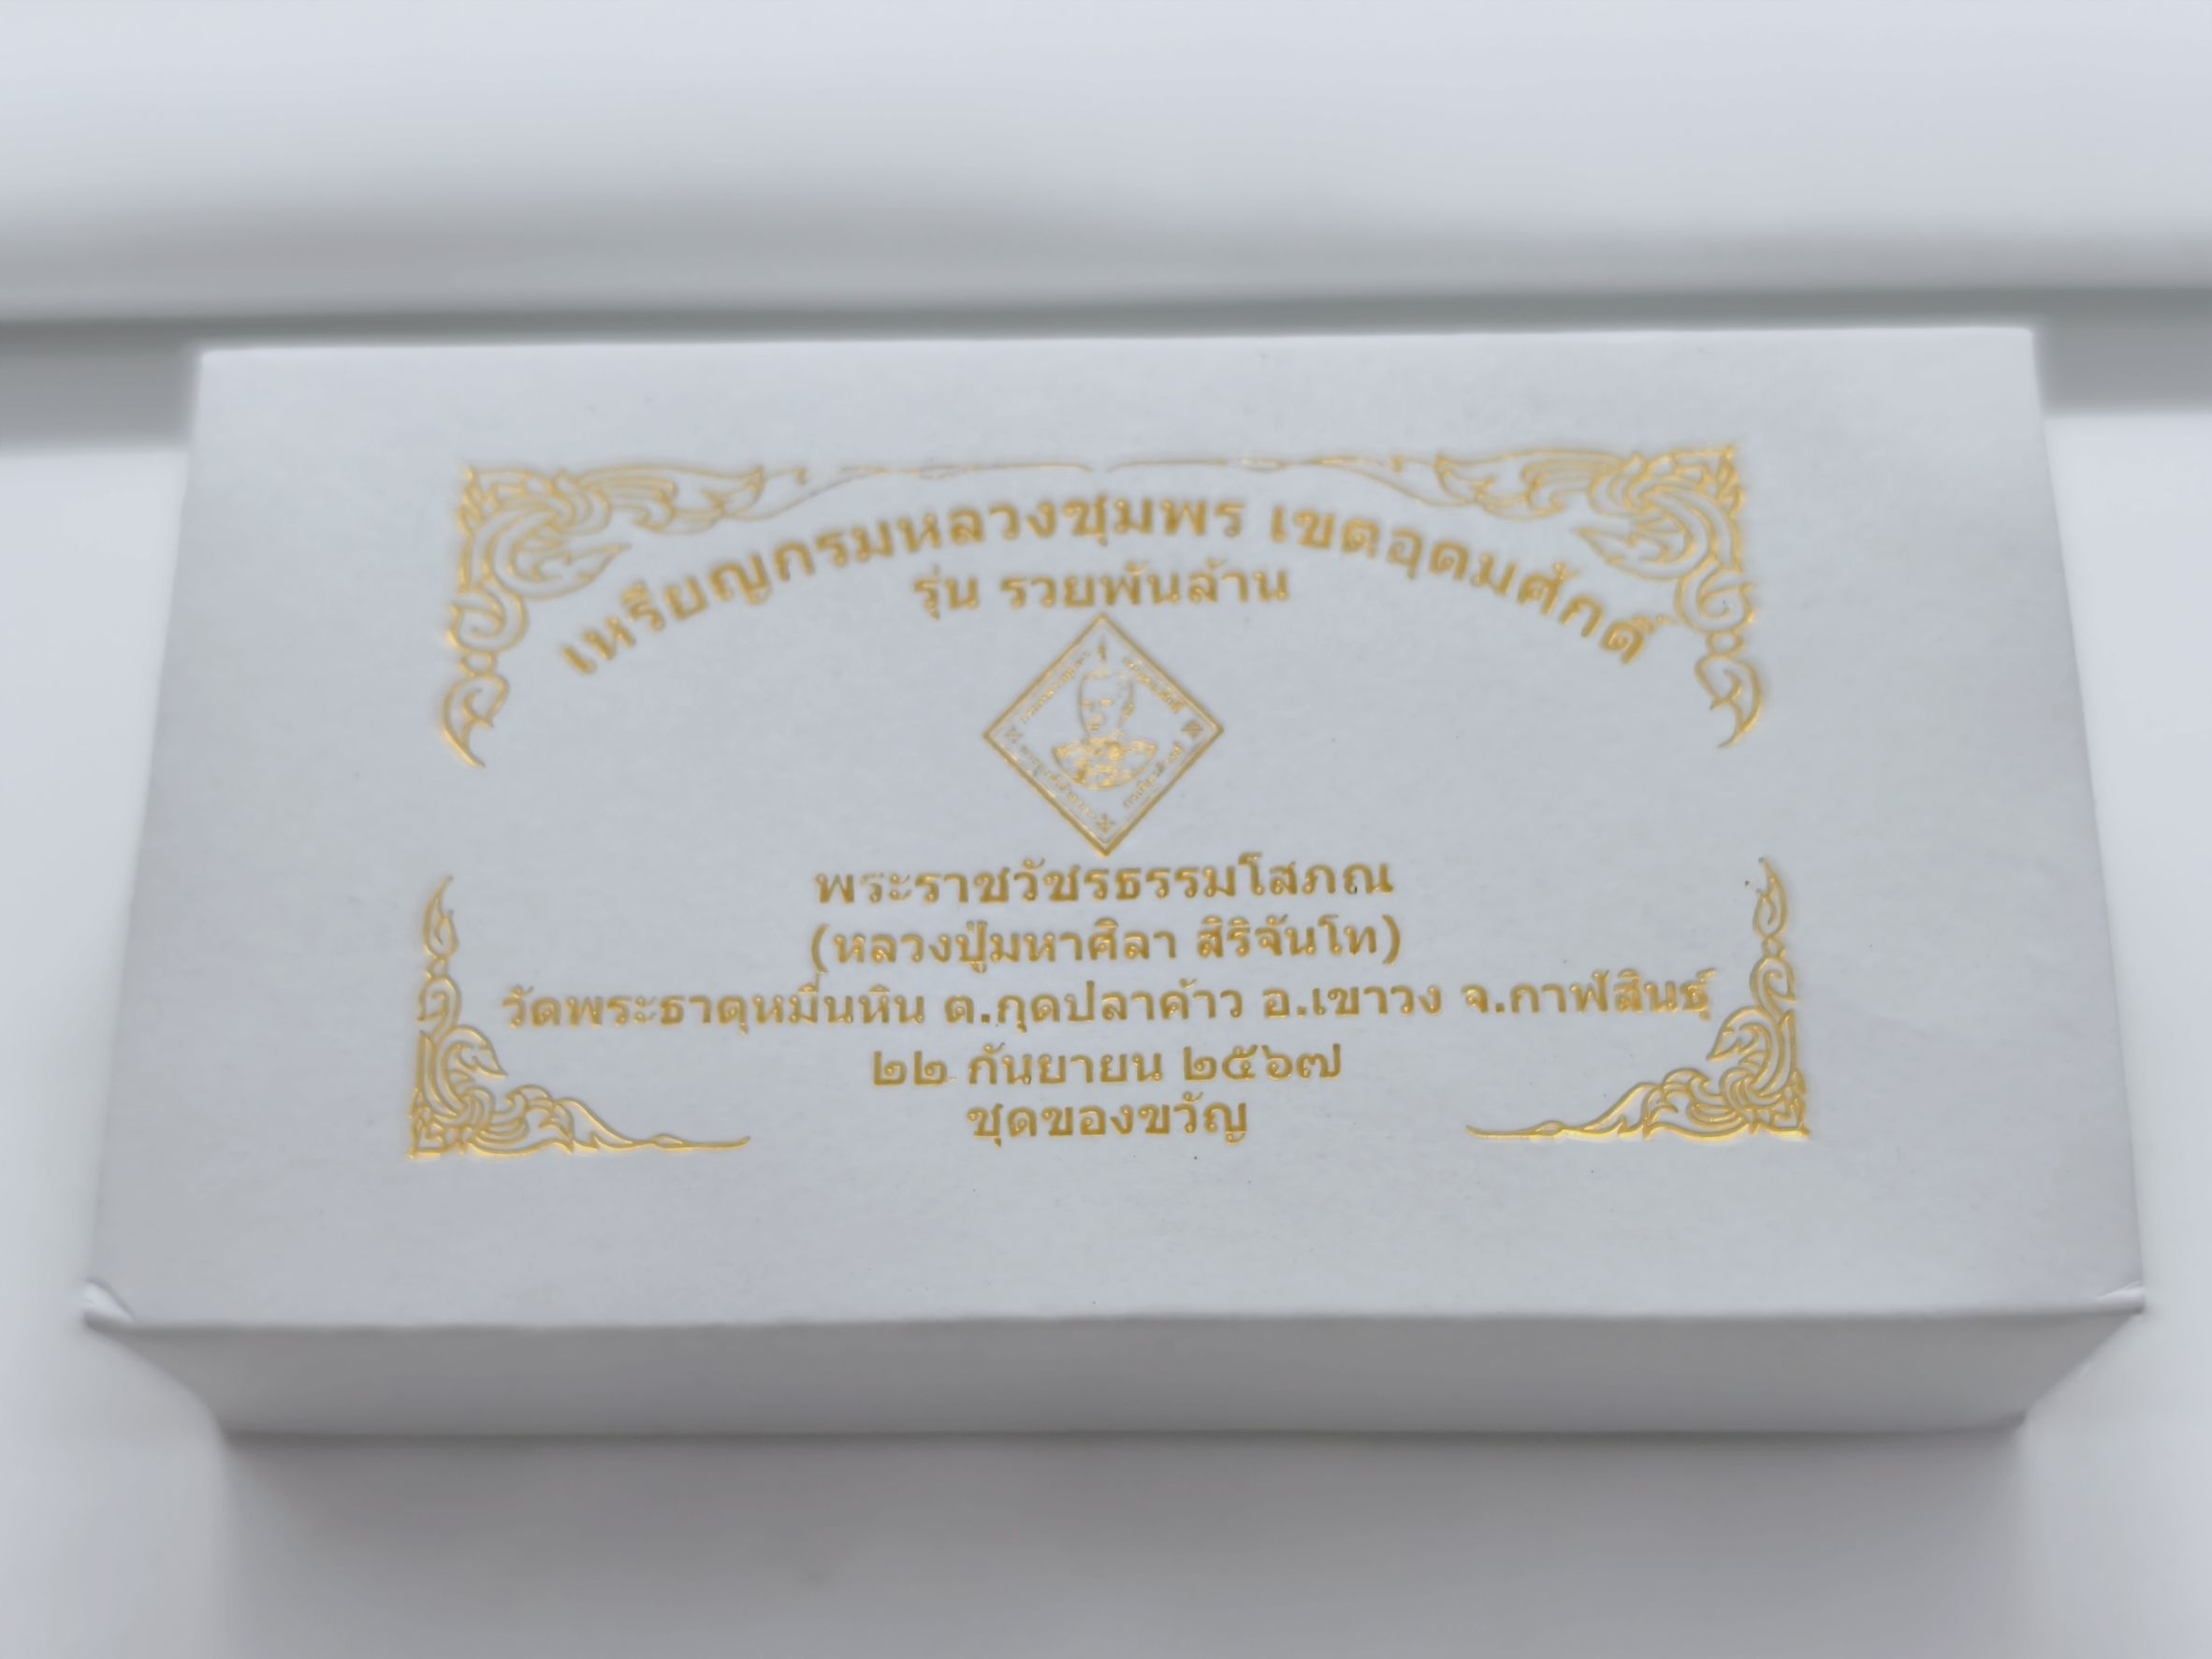 เหรียญกรมหลวงชุมพร เขตอุดมศักดิ์
รุ่น รวยพันล้าน
พระราชวัชรธรรมโสภณ
(หลวงปู่มหาศิลา สิริจันโท)
วัดพระธาตุหมื่นหิน ต.กุดปลาค้าว อ.เขาวง จ.กาฬสินธุ์
๒๒ กันยายน ๒๕๖๗
ชุดของขวัญ